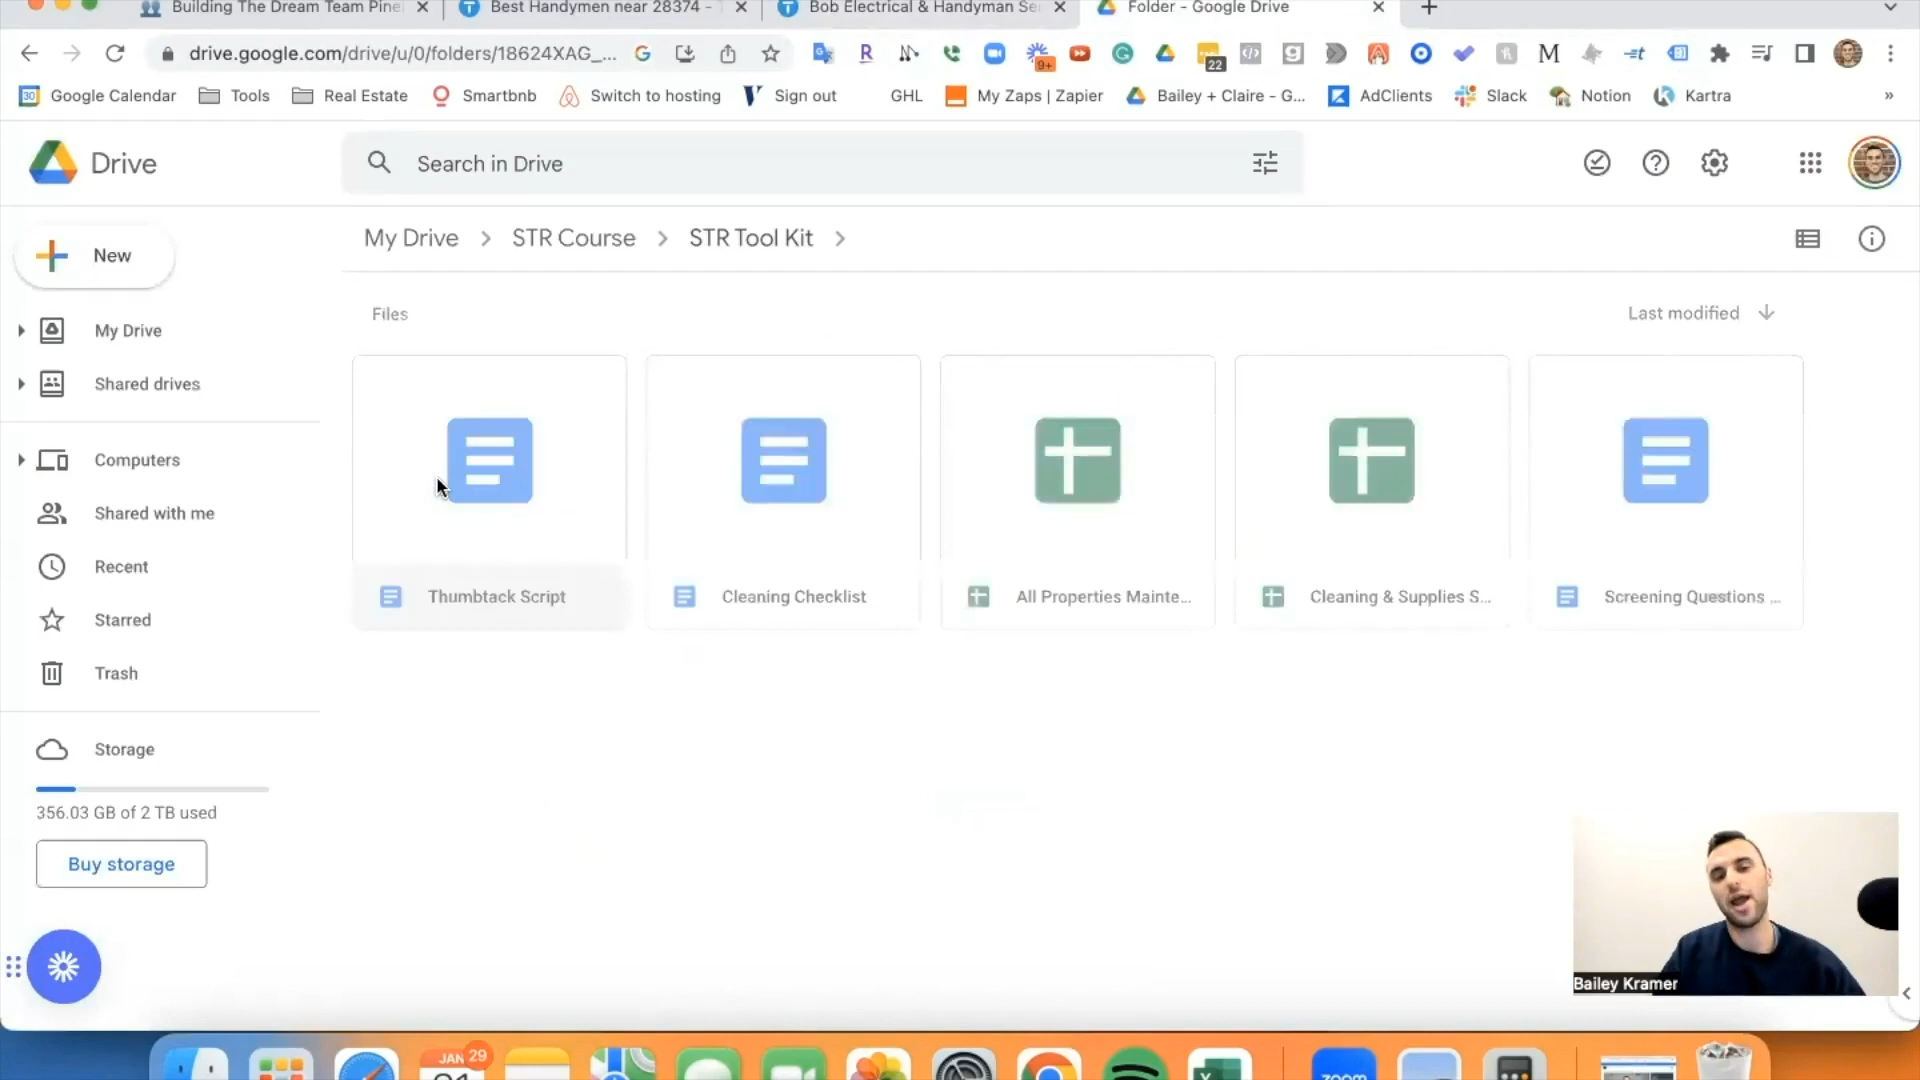 Building The Dream Team Pine
Best Handymen near 28374 -
Bob Electrical & Handyman Se
Folder - Google Drive
drive.google.com/drive/u/0/folders/18624XAG_...
9+
22
Google Calendar
Tools
Real Estate
Smartbnb
Switch to hosting
Sign out
GHL
My Zaps | Zapier
Bailey + Claire - G...
AdClients
Slack
Notion
Kartra
Drive
Search in Drive
My Drive
STR Course
STR Tool Kit
New
Files
Last modified
My Drive
Shared drives
Computers
Shared with me
Recent
Starred
Trash
Thumbtack Script
Cleaning Checklist
All Properties Mainte...
Cleaning & Supplies S...
Screening Questions ...
Storage
356.03 GB of 2 TB used
Buy storage
Bailey Kramer
JAN
29
zoom